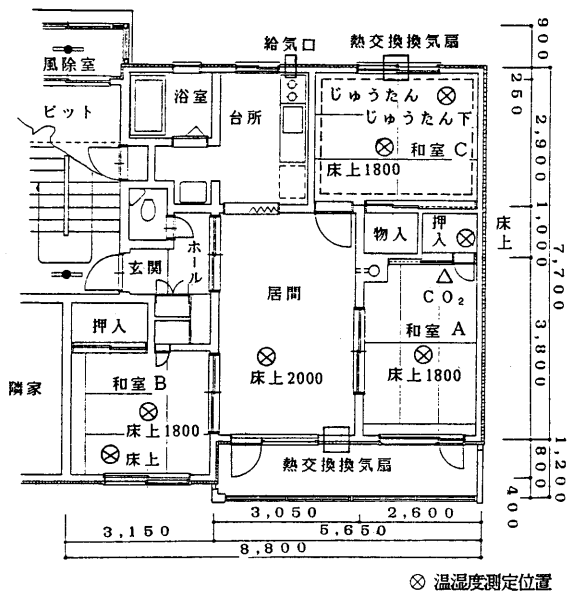 給気口
熱交換換気扇
風除室
ピット
浴室
台所
じゅうたん
じゅうたん下
和室 C
床上1800
物入
押入
床上
ホール
玄関
居間
CO₂
和室 A
押入
床上2000
床上1800
隣家
和室 B
床上1800
床上
熱交換換気扇
900
250
2,900
1,000
7,700
3,800
1,200
800
400
3,050
2,600
3,150
5,650
8,800
⊗ 温湿度測定位置